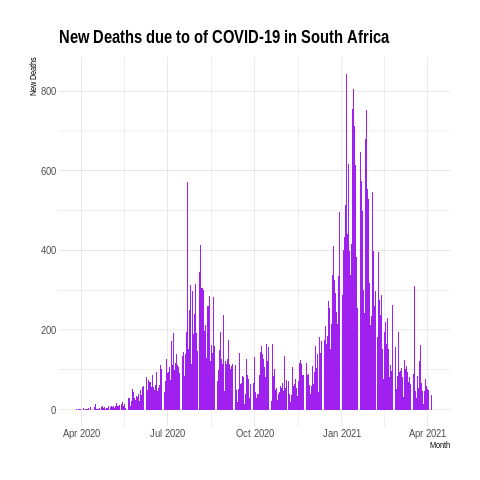 New Deaths due to of COVID-19 in South Africa
New Deaths
800
600
400
200
0
Apr 2020 Jul 2020 Oct 2020 Jan 2021 Apr 2021
Month